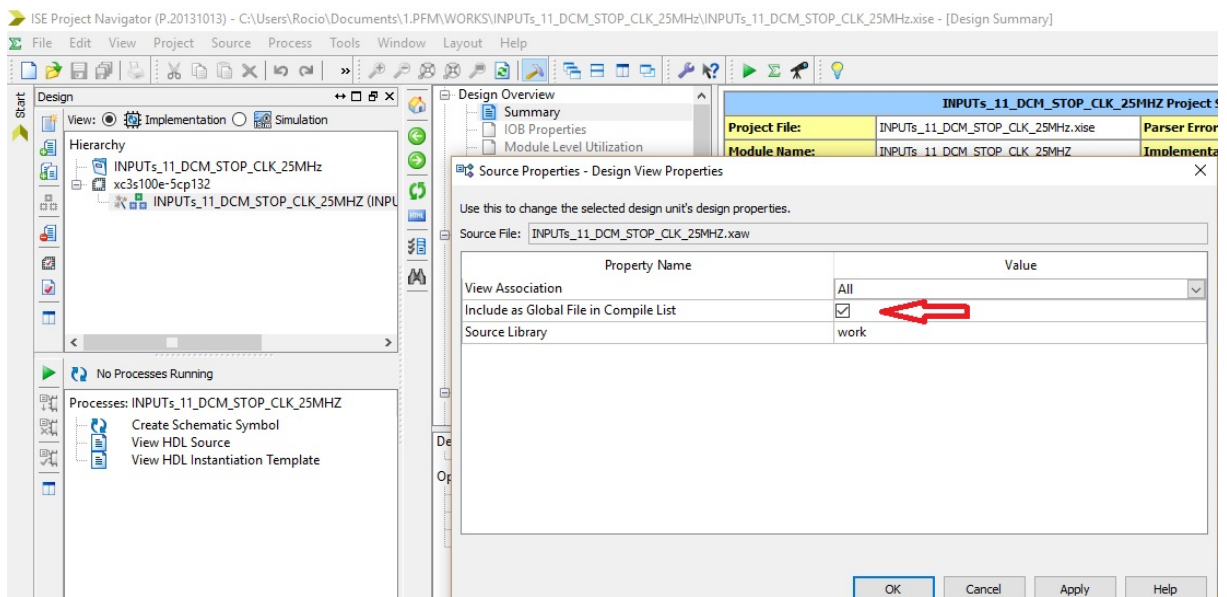 ISE Project Navigator (P.20131013) - C:\Users\Rocio\Documents\1.PFM\WORKS\INPUTs_11_DCM_STOP_CLK_25MHz\INPUTs_11_DCM_STOP_CLK_25MHz.xise - [Design Summary]
File Edit View Project Source Process Tools Window Layout Help
Start
Design
View: Implementation Simulation
Hierarchy
INPUTs_11_DCM_STOP_CLK_25MHz
xc3s100e-5cp132
INPUTs_11_DCM_STOP_CLK_25MHZ (INPU
No Processes Running
Processes: INPUTs_11_DCM_STOP_CLK_25MHZ
Create Schematic Symbol
View HDL Source
View HDL Instantiation Template
Design Overview
Summary
IOB Properties
Module Level Utilization
De
Op
INPUTs_11_DCM_STOP_CLK_25MHZ Project S
Project File: INPUTs_11_DCM_STOP_CLK_25MHz.xise Parser Error
Module Name: INPUTs_11_DCM_STOP_CLK_25MHZ Implementa
Source Properties - Design View Properties
Use this to change the selected design unit's design properties.
Source File: INPUTs_11_DCM_STOP_CLK_25MHZ.xaw
Property Name Value
View Association All
Include as Global File in Compile List
Source Library work
OK Cancel Apply Help